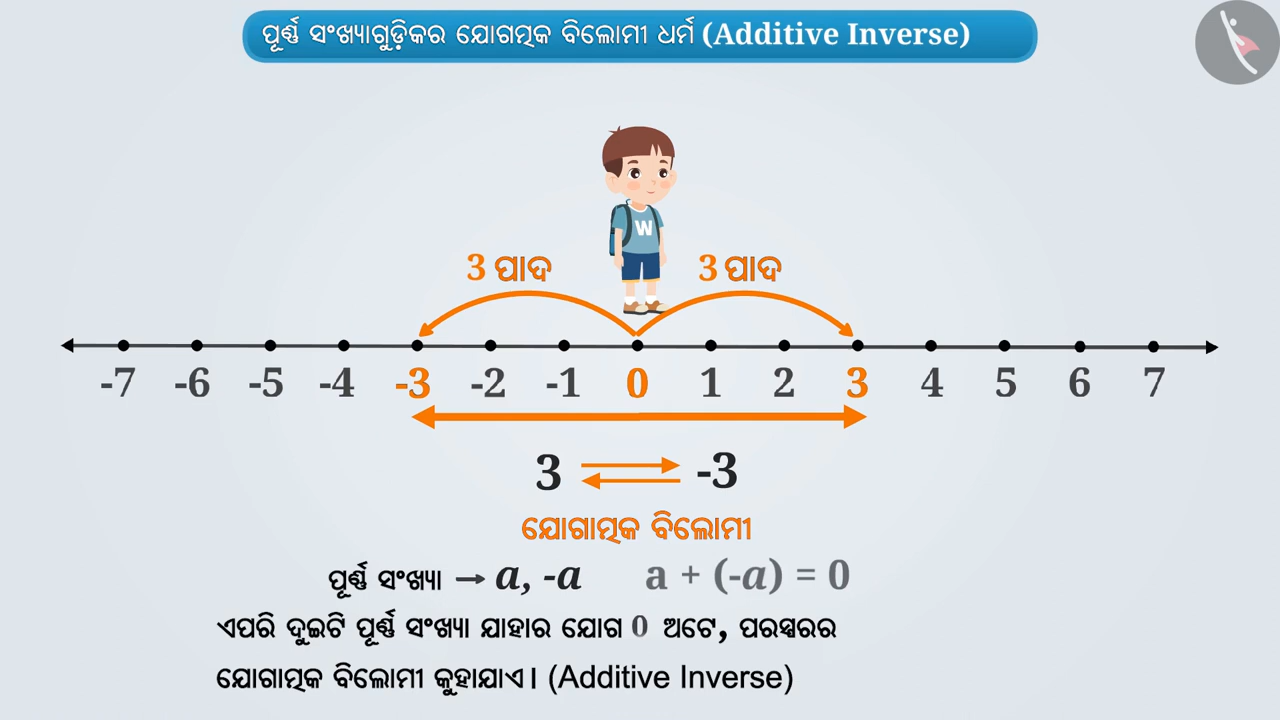 ପୂର୍ଣ୍ଣ ସଂଖ୍ୟାଗୁଡ଼ିକର ଯୋଗତ୍ମକ ବିଲୋମୀ ଧର୍ମ (Additive Inverse)
W
3 ପାଦ 3 ପାଦ
-7 -6 -5 -4 -3 -2 -1 0 1 2 3 4 5 6 7
3 -3
ଯୋଗାତ୍ମକ ବିଲୋମୀ
ପୂର୍ଣ୍ଣ ସଂଖ୍ୟା → a, -a a + (-a) = 0
ଏପରି ଦୁଇଟି ପୂର୍ଣ୍ଣ ସଂଖ୍ୟା ଯାହାର ଯୋଗ 0 ଅଟେ, ପରସ୍ପରର
ଯୋଗାତ୍ମକ ବିଲୋମୀ କୁହାଯାଏ। (Additive Inverse)